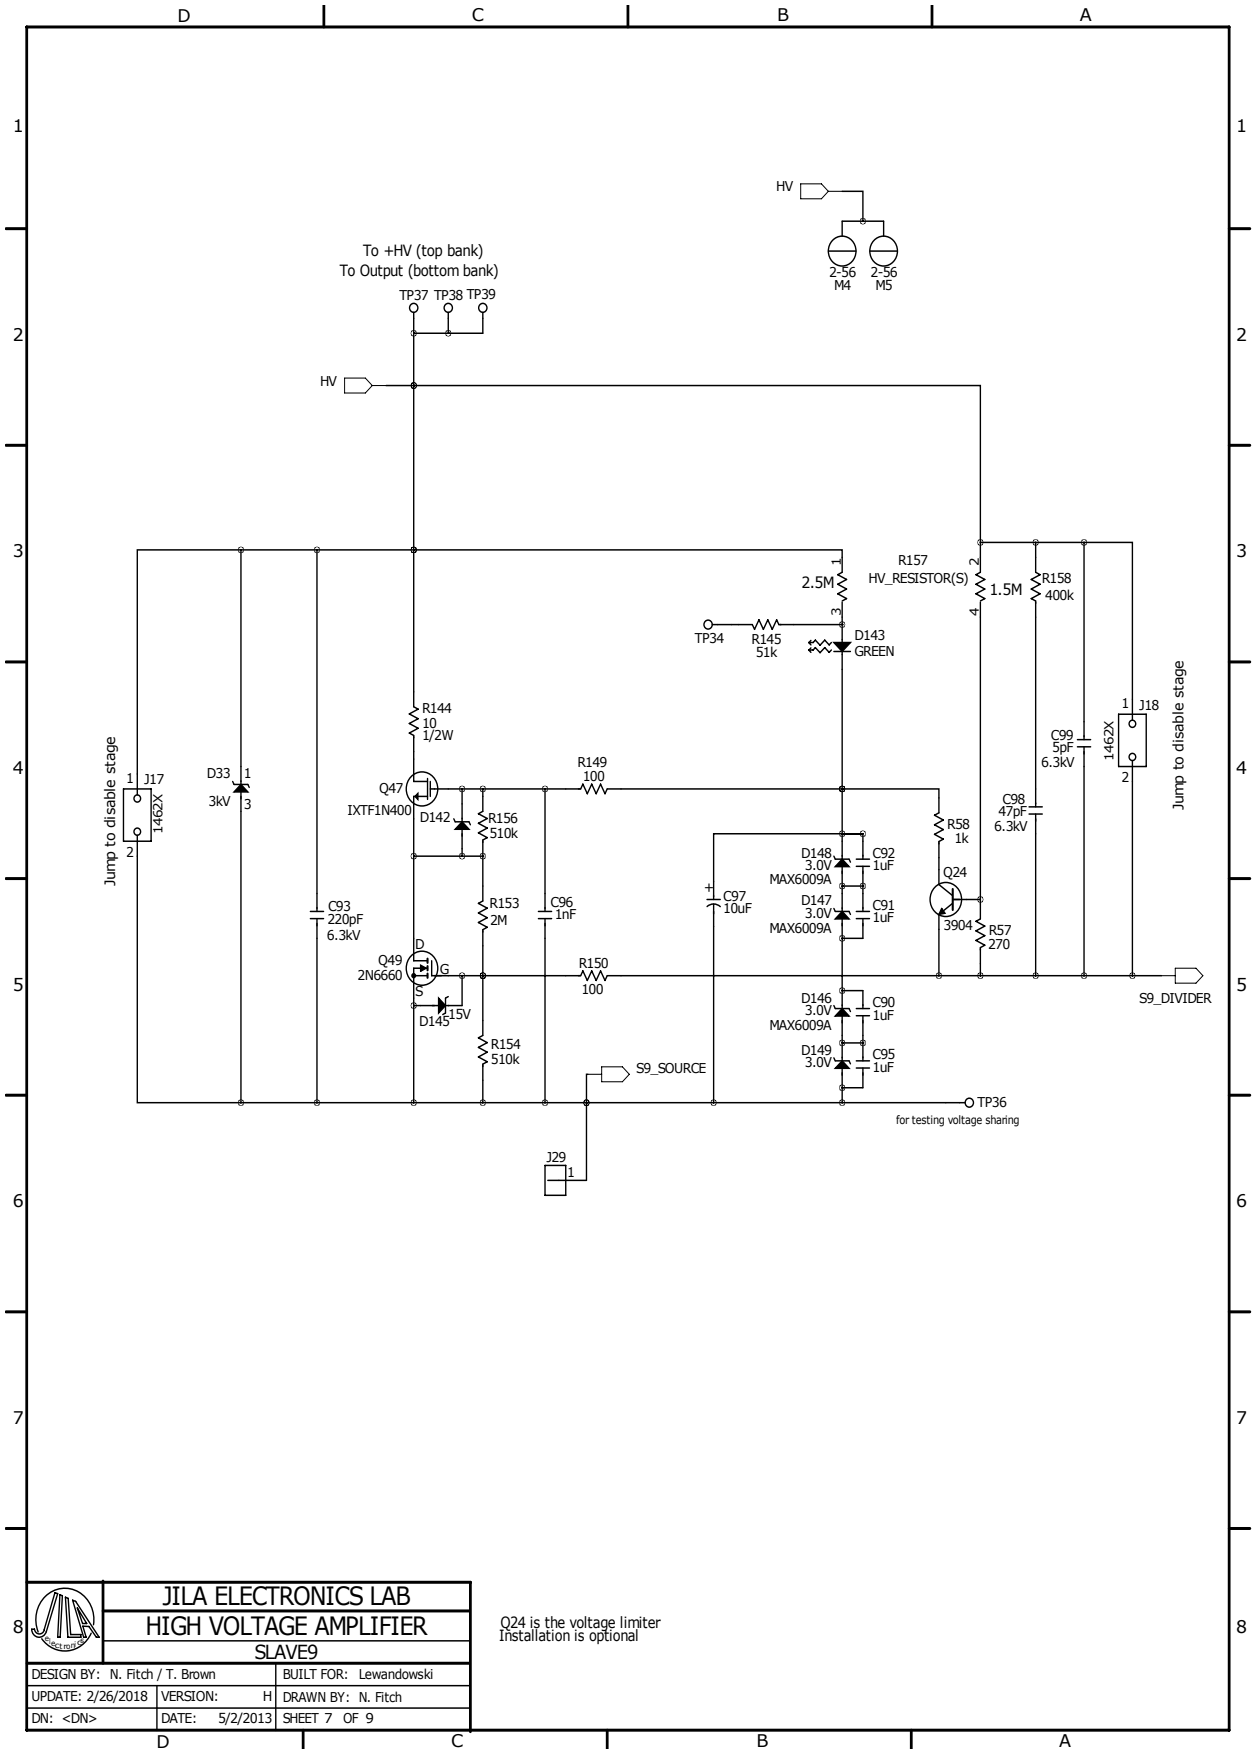 D C B A
1 1
HV
2-56 2-56
M4 M5
To +HV (top bank)
To Output (bottom bank)
TP37 TP38 TP39
2 2
HV
3 3
R157
HV_RESISTOR(S)
2
4
1.5M
R158
400k
1
2.5M
3
TP34
R145
51k
D143
GREEN
Jump to disable stage
1
J17
1462X
2
D33
3kV
1
3
R144
10
1/2W
4 4
Q47
IXTF1N400
D142
R156
510k
R149
100
C99
5pF
6.3kV
1
J18
1462X
2
Jump to disable stage
C98
47pF
6.3kV
R58
1k
Q24
3904
R57
270
D148
3.0V
MAX6009A
C92
1uF
D147
3.0V
MAX6009A
C91
1uF
+
C97
10uF
C93
220pF
6.3kV
R153
2M
C96
1nF
5 5
Q49
2N6660
D
G
S
D145
15V
R150
100
S9_DIVIDER
D146
3.0V
MAX6009A
C90
1uF
D149
3.0V
C95
1uF
R154
510k
S9_SOURCE
TP36
for testing voltage sharing
J29
1
6 6
7 7
8 8
JILA
electronics
JILA ELECTRONICS LAB
HIGH VOLTAGE AMPLIFIER
SLAVE9
DESIGN BY: N. Fitch / T. Brown BUILT FOR: Lewandowski
UPDATE: 2/26/2018 VERSION: H DRAWN BY: N. Fitch
DN: <DN> DATE: 5/2/2013 SHEET 7 OF 9
Q24 is the voltage limiter
Installation is optional
D C B A